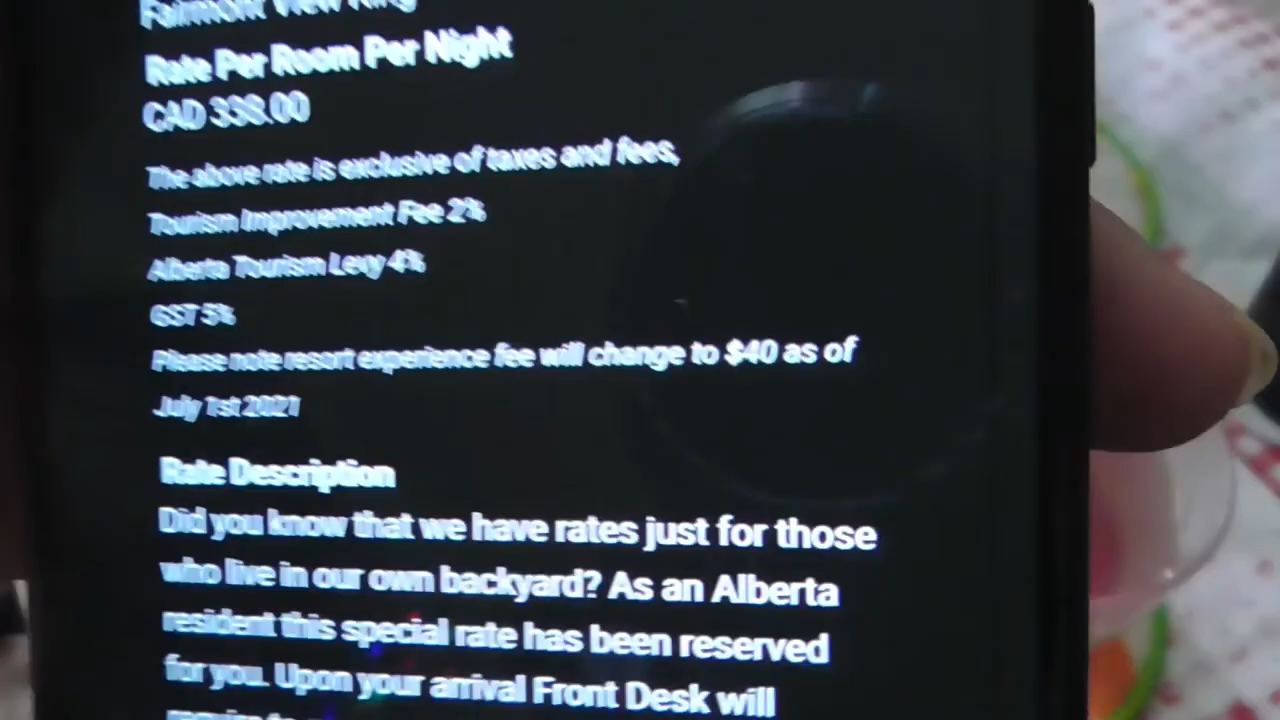 Fairmont View King
Rate Per Room Per Night
CAD 338.00
The above rate is exclusive of taxes and fees,
Tourism Improvement Fee 2%
Alberta Tourism Levy 4%
GST 5%
Please note resort experience fee will change to $40 as of
July 1st 2021
Rate Description
Did you know that we have rates just for those
who live in our own backyard? As an Alberta
resident this special rate has been reserved
for you. Upon your arrival Front Desk will